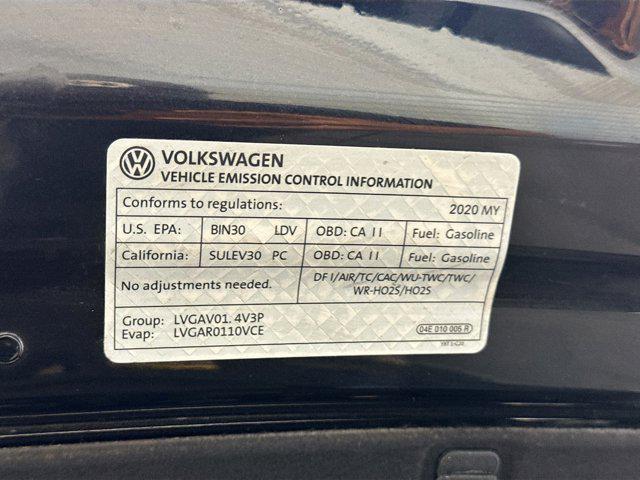 VOLKSWAGEN
VEHICLE EMISSION CONTROL INFORMATION
Conforms to regulations: 2020 MY
U.S. EPA: BIN30 LDV OBD: CA II Fuel: Gasoline
California: SULEV30 PC OBD: CA II Fuel: Gasoline
No adjustments needed. DFI/AIR/TC/CAC/WU-TWC/TWC/
WR-HO2S/HO2S
Group: LVGAV01.4V3P
Evap: LVGAR0110VCE
04E 010 006 R